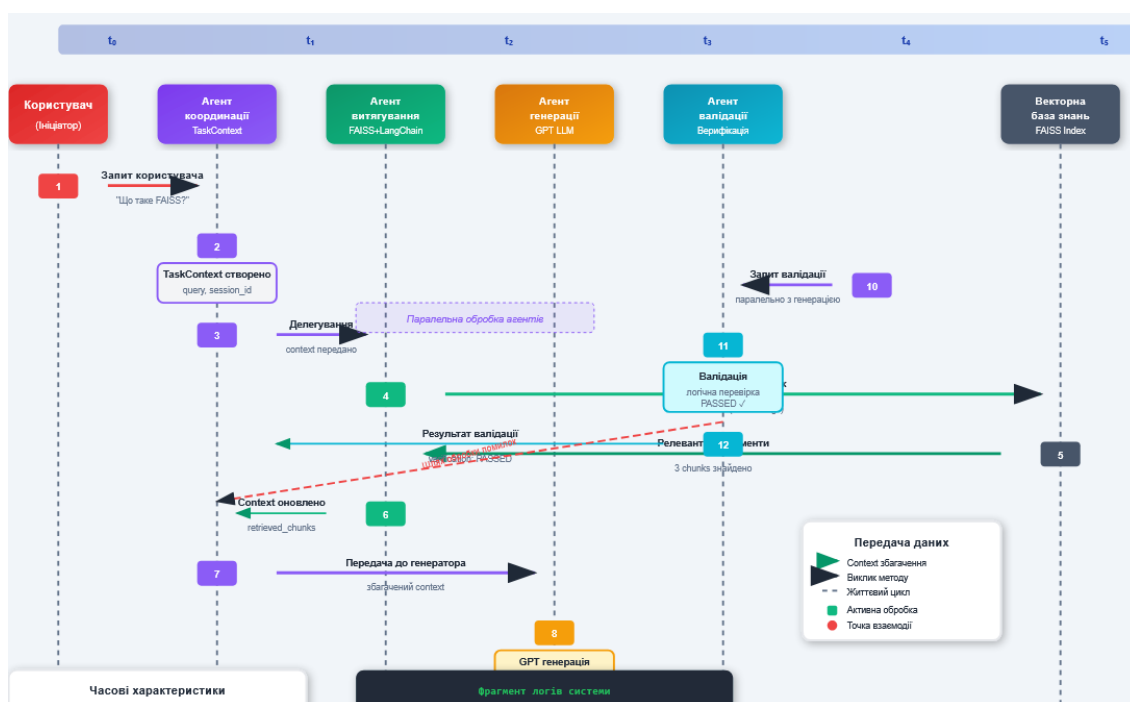 t₀ t₁ t₂ t₃ t₄ t₅
Користувач
(Ініціатор)
Агент
координації
TaskContext
Агент
витягування
FAISS+LangChain
Агент
генерації
GPT LLM
Агент
валідації
Верифікація
Векторна
база знань
FAISS Index
1
Запит користувача
"Що таке FAISS?"
2
TaskContext створено
query, session_id
Запит валідації
10
паралельно з генерацією
3
Делегування
context передано
Паралельна обробка агентів
11
Валідація
логічна перевірка
PASSED ✓
4
Результат валідації
PASSED
помилок
12
Релевант
менти
3 chunks знайдено
5
Context оновлено
retrieved_chunks
6
7
Передача до генератора
збагачений context
8
GPT генерація
Передача даних
Context збагачення
Виклик методу
Життєвий цикл
Активна обробка
Точка взаємодії
Часові характеристики
Фрагмент логів системи